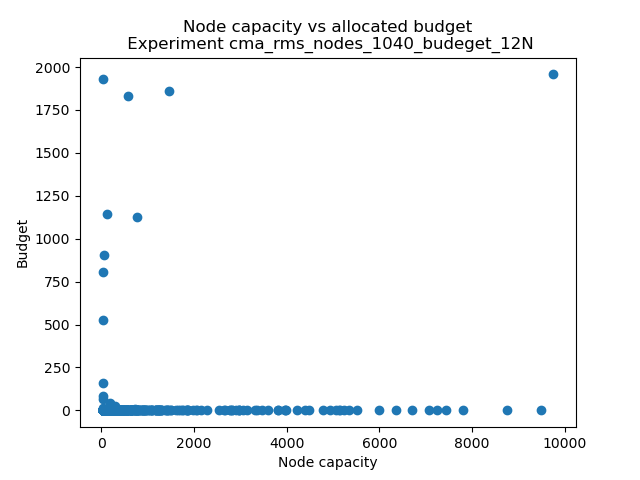 Node capacity vs allocated budget
Experiment cma_rms_nodes_1040_budeget_12N
2000
1750
1500
1250
1000
750
500
250
0
Budget
0 2000 4000 6000 8000 10000
Node capacity